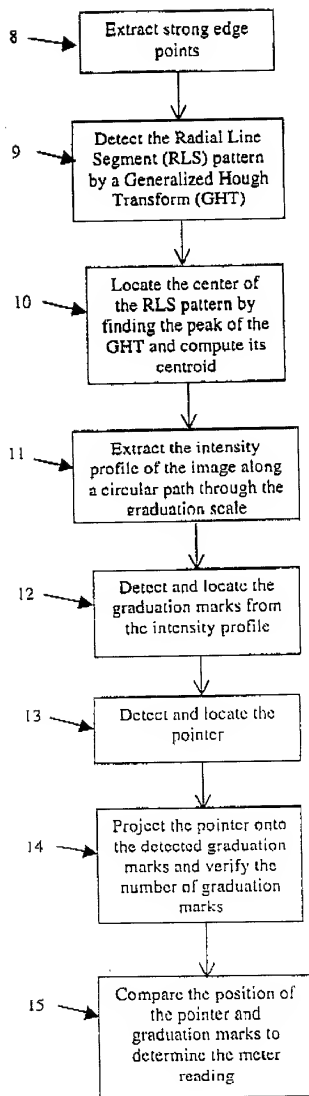 8
Extract strong edge
points
9
Detect the Radial Line
Segment (RLS) pattern
by a Generalized Hough
Transform (GHT)
10
Locate the center of
the RLS pattern by
finding the peak of the
GHT and compute its
centroid
11
Extract the intensity
profile of the image along
a circular path through the
graduation scale
12
Detect and locate the
graduation marks from
the intensity profile
13
Detect and locate the
pointer
14
Project the pointer onto
the detected graduation
marks and verify the
number of graduation
marks
15
Compare the position of
the pointer and
graduation marks to
determine the meter
reading